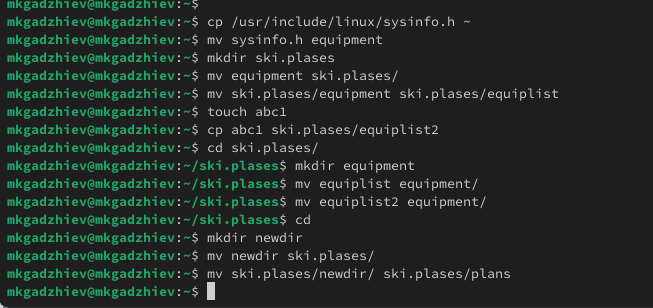 mkgadzhiev@mkgadzhiev:~$
mkgadzhiev@mkgadzhiev:~$ cp /usr/include/linux/sysinfo.h ~
mkgadzhiev@mkgadzhiev:~$ mv sysinfo.h equipment
mkgadzhiev@mkgadzhiev:~$ mkdir ski.plases
mkgadzhiev@mkgadzhiev:~$ mv equipment ski.plases/
mkgadzhiev@mkgadzhiev:~$ mv ski.plases/equipment ski.plases/equiplist
mkgadzhiev@mkgadzhiev:~$ touch abc1
mkgadzhiev@mkgadzhiev:~$ cp abc1 ski.plases/equiplist2
mkgadzhiev@mkgadzhiev:~$ cd ski.plases/
mkgadzhiev@mkgadzhiev:~/ski.plases$ mkdir equipment
mkgadzhiev@mkgadzhiev:~/ski.plases$ mv equiplist equipment/
mkgadzhiev@mkgadzhiev:~/ski.plases$ mv equiplist2 equipment/
mkgadzhiev@mkgadzhiev:~/ski.plases$ cd
mkgadzhiev@mkgadzhiev:~$ mkdir newdir
mkgadzhiev@mkgadzhiev:~$ mv newdir ski.plases/
mkgadzhiev@mkgadzhiev:~$ mv ski.plases/newdir/ ski.plases/plans
mkgadzhiev@mkgadzhiev:~$